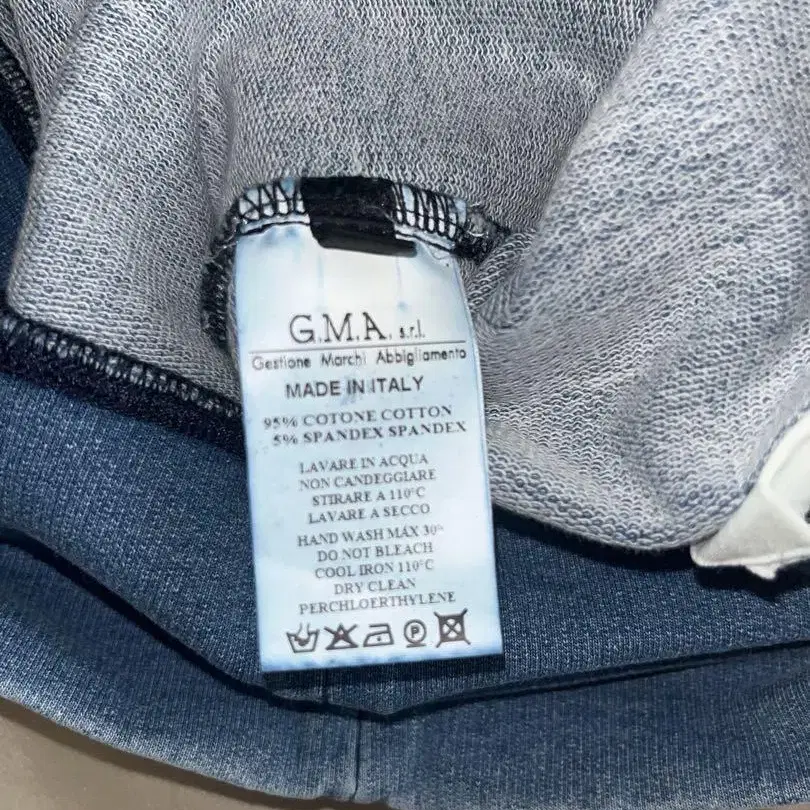 G.M.A. s.r.l.
Gestione Marchi Abbigliamento
MADE IN ITALY
95% COTONE COTTON
5% SPANDEX SPANDEX
LAVARE IN ACQUA
NON CANDEGGIARE
STIRARE A 110°C
LAVARE A SECCO
HAND WASH MAX 30°
DO NOT BLEACH
COOL IRON 110°C
DRY CLEAN
PERCHLOERTHYLENE
P